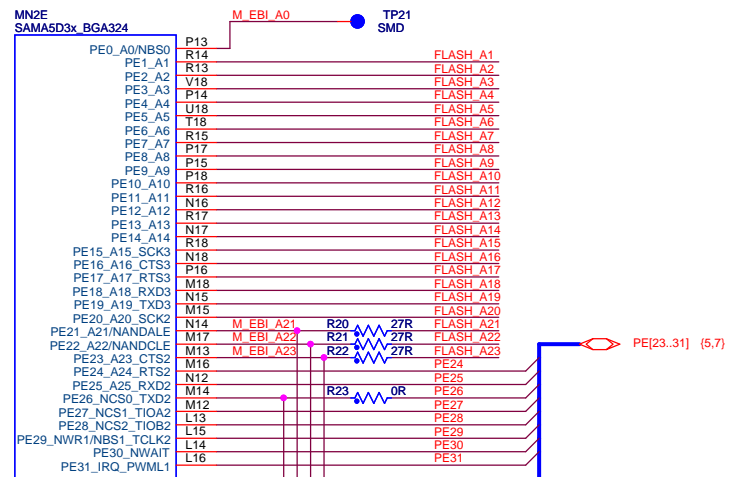 MN2E TP21
SAMA5D3x_BGA324 M_EBI_A0 SMD
PE0_A0/NBS0 P13
PE1_A1 R14 FLASH_A1
PE2_A2 R13 FLASH_A2
PE3_A3 V18 FLASH_A3
PE4_A4 P14 FLASH_A4
PE5_A5 U18 FLASH_A5
PE6_A6 T18 FLASH_A6
PE7_A7 R15 FLASH_A7
PE8_A8 P17 FLASH_A8
PE9_A9 P15 FLASH_A9
PE10_A10 P18 FLASH_A10
PE11_A11 R16 FLASH_A11
PE12_A12 N16 FLASH_A12
PE13_A13 R17 FLASH_A13
PE14_A14 N17 FLASH_A14
PE15_A15_SCK3 R18 FLASH_A15
PE16_A16_CTS3 N18 FLASH_A16
PE17_A17_RTS3 P16 FLASH_A17
PE18_A18_RXD3 M18 FLASH_A18
PE19_A19_TXD3 N15 FLASH_A19
PE20_A20_SCK2 M15 FLASH_A20
PE21_A21/NANDALE N14 M_EBI_A21 R20 27R FLASH_A21
PE22_A22/NANDCLE M17 M_EBI_A22 R21 27R FLASH_A22
PE23_A23_CTS2 M13 M_EBI_A23 R22 27R FLASH_A23 PE[23..31] {5,7}
PE24_A24_RTS2 M16 PE24
PE25_A25_RXD2 N12 PE25
PE26_NCS0_TXD2 M14 R23 0R PE26
PE27_NCS1_TIOA2 M12 PE27
PE28_NCS2_TIOB2 L13 PE28
PE29_NWR1/NBS1_TCLK2 L15 PE29
PE30_NWAIT L14 PE30
PE31_IRQ_PWML1 L16 PE31